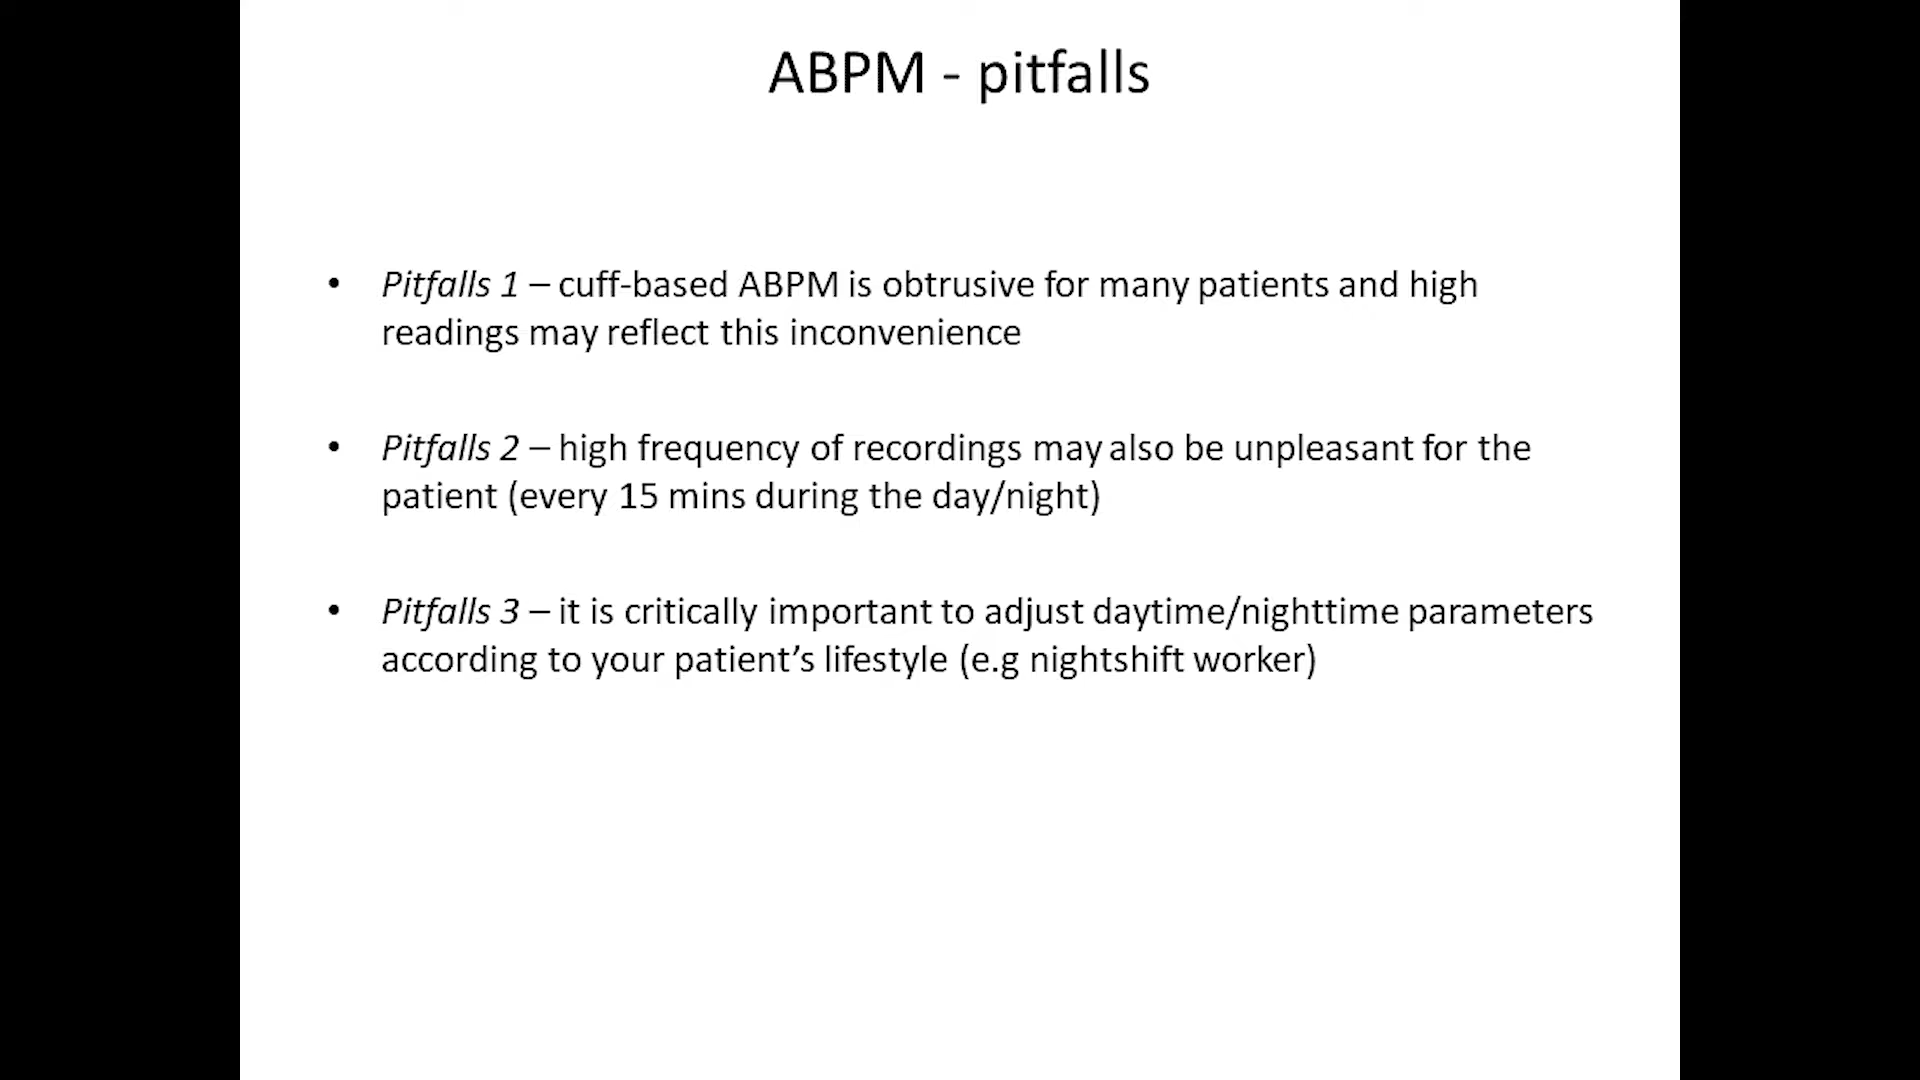 ABPM - pitfalls
• Pitfalls 1 – cuff-based ABPM is obtrusive for many patients and high
readings may reflect this inconvenience
• Pitfalls 2 – high frequency of recordings may also be unpleasant for the
patient (every 15 mins during the day/night)
• Pitfalls 3 – it is critically important to adjust daytime/nighttime parameters
according to your patient’s lifestyle (e.g nightshift worker)